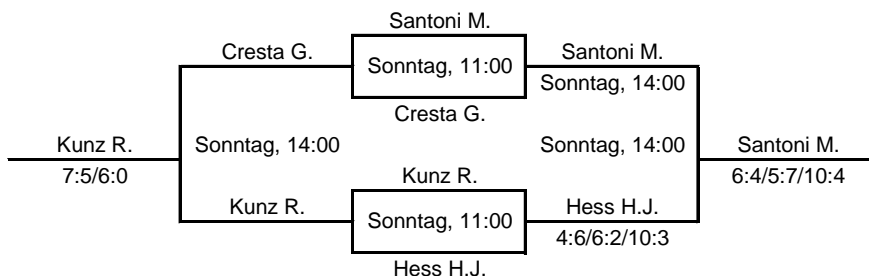 Santoni M.
Cresta G. Sonntag, 11:00 Santoni M.
Sonntag, 14:00
Cresta G.
Kunz R. Sonntag, 14:00 Sonntag, 14:00 Santoni M.
7:5/6:0 Kunz R. 6:4/5:7/10:4
Kunz R. Sonntag, 11:00 Hess H.J.
4:6/6:2/10:3
Hess H.J.